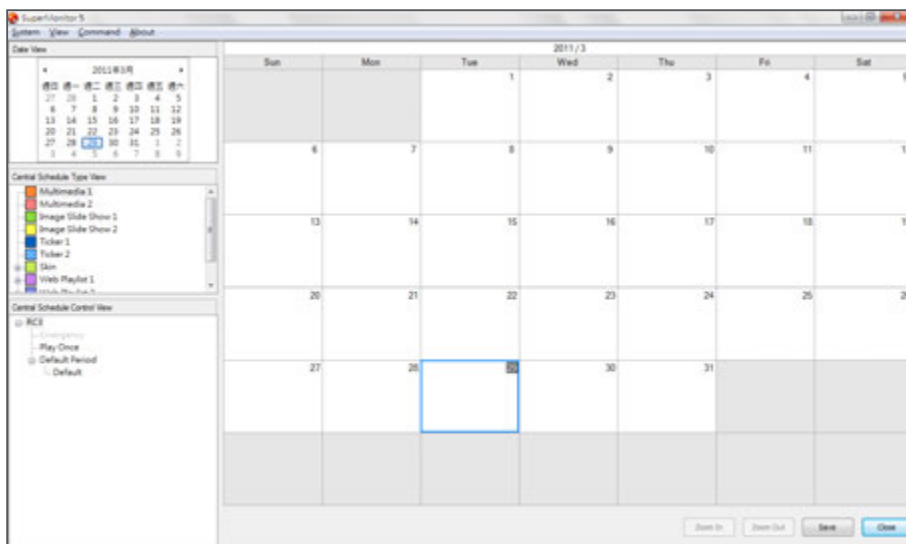 SuperMonitor 5
System View Command About
Date View
2011年3月
週日 週一 週二 週三 週四 週五 週六
27 28 1 2 3 4 5
6 7 8 9 10 11 12
13 14 15 16 17 18 19
20 21 22 23 24 25 26
27 28 29 30 31 1 2
3 4 5 6 7 8 9
Central Schedule Type View
Multimedia 1
Multimedia 2
Image Slide Show 1
Image Slide Show 2
Ticker 1
Ticker 2
Skin
Web Playlist 1
Central Schedule Control View
Emergency
Play Once
Default Period
Default
2011/3
Sun Mon Tue Wed Thu Fri Sat
1 2 3 4
6 7 8 9 10 11
13 14 15 16 17 18
20 21 22 23 24 25
27 28 29 30 31
Zoom In Zoom Out Save Close